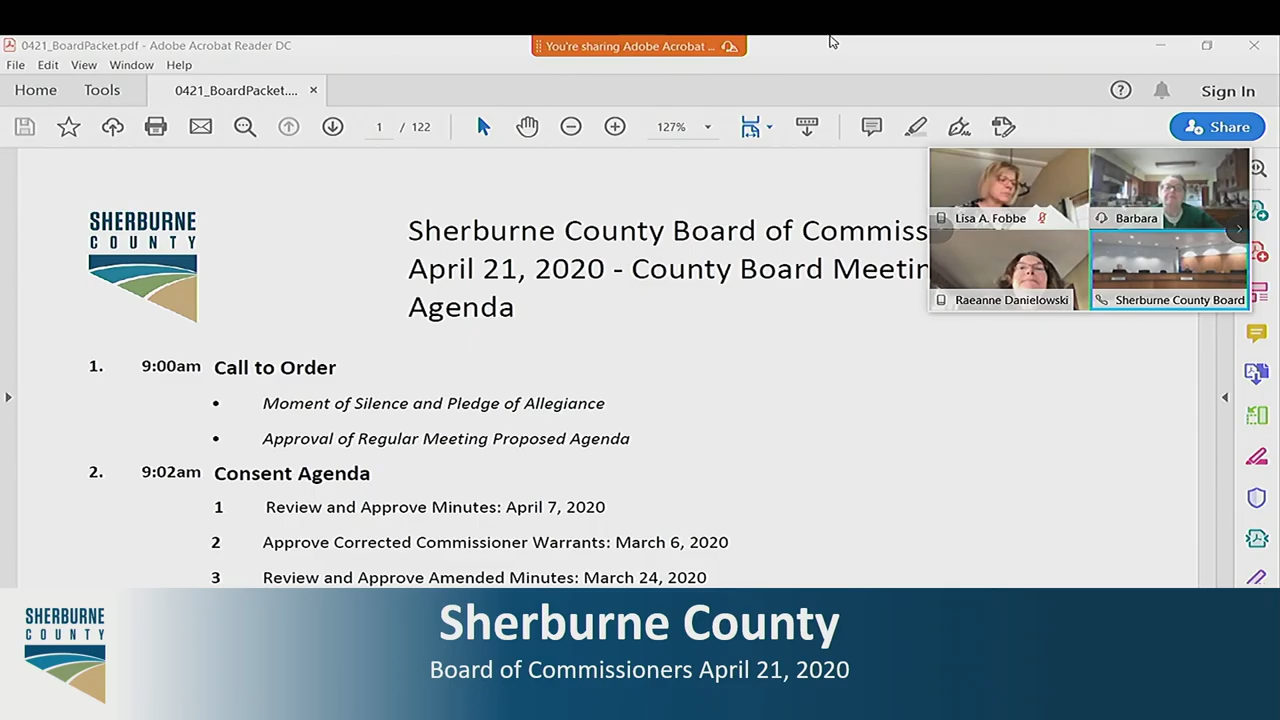 0421_BoardPacket.pdf - Adobe Acrobat Reader DC
You're sharing Adobe Acrobat ...
File Edit View Window Help
Home Tools 0421_BoardPacket.... ×
Sign In
1 / 122
127%
Share
SHERBURNE
COUNTY
Sherburne County Board of Commiss
April 21, 2020 - County Board Meetin
Agenda
Lisa A. Fobbe
Barbara
Raeanne Danielowski
Sherburne County Board
1. 9:00am Call to Order
• Moment of Silence and Pledge of Allegiance
• Approval of Regular Meeting Proposed Agenda
2. 9:02am Consent Agenda
1 Review and Approve Minutes: April 7, 2020
2 Approve Corrected Commissioner Warrants: March 6, 2020
3 Review and Approve Amended Minutes: March 24, 2020
SHERBURNE
COUNTY
Sherburne County
Board of Commissioners April 21, 2020